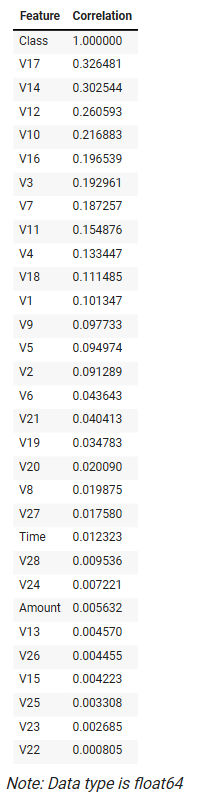 Feature Correlation
Class 1.000000
V17 0.326481
V14 0.302544
V12 0.260593
V10 0.216883
V16 0.196539
V3 0.192961
V7 0.187257
V11 0.154876
V4 0.133447
V18 0.111485
V1 0.101347
V9 0.097733
V5 0.094974
V2 0.091289
V6 0.043643
V21 0.040413
V19 0.034783
V20 0.020090
V8 0.019875
V27 0.017580
Time 0.012323
V28 0.009536
V24 0.007221
Amount 0.005632
V13 0.004570
V26 0.004455
V15 0.004223
V25 0.003308
V23 0.002685
V22 0.000805
Note: Data type is float64